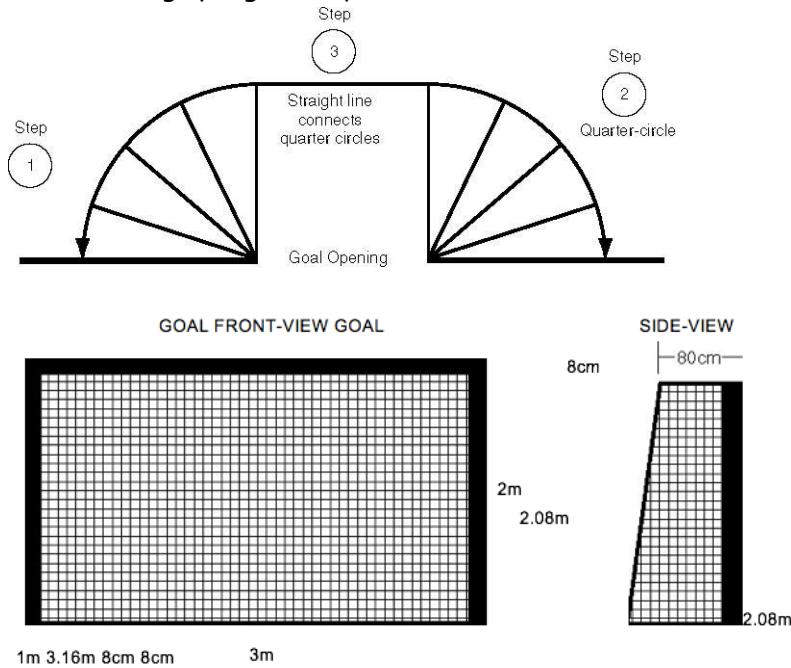 Step
3
Step
2
Quarter-circle
Straight line
connects
quarter circles
Step
1
Goal Opening
GOAL FRONT-VIEW GOAL
SIDE-VIEW
8cm
80cm
2m
2.08m
2.08m
1m 3.16m 8cm 8cm
3m